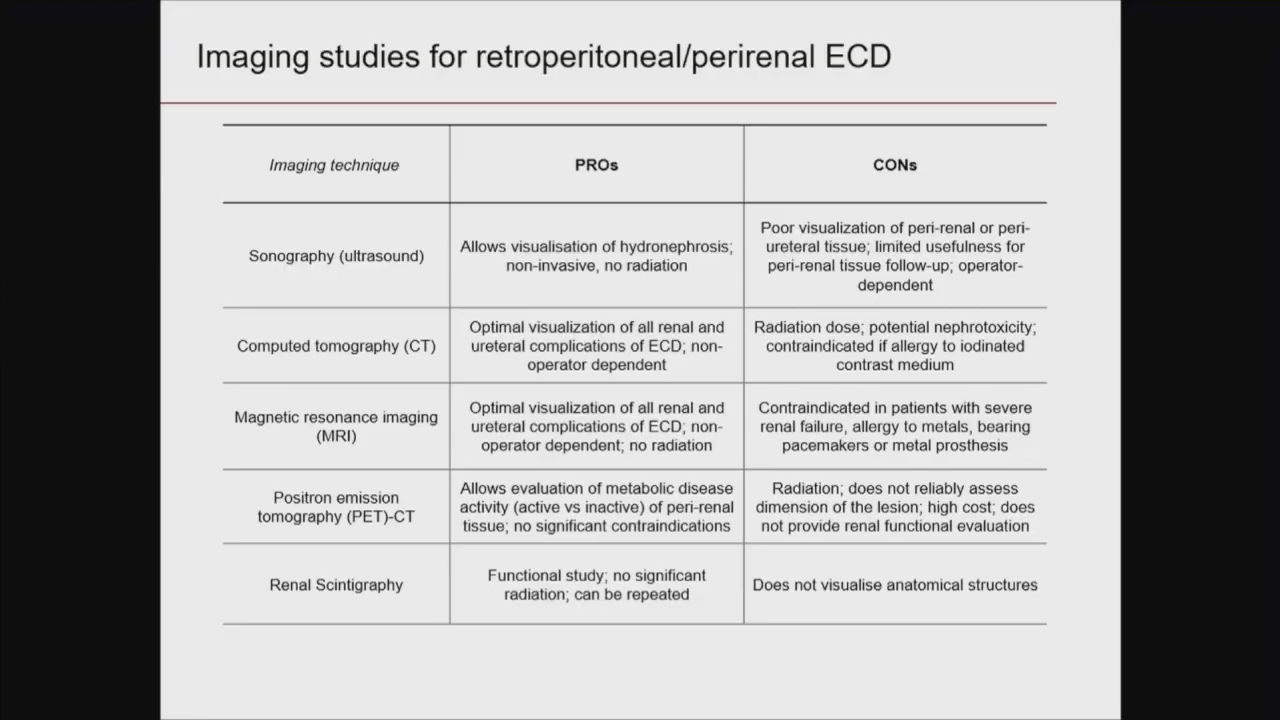 Imaging studies for retroperitoneal/perirenal ECD
Imaging technique
PROs
CONs
Sonography (ultrasound)
Allows visualisation of hydronephrosis;
non-invasive, no radiation
Poor visualization of peri-renal or peri-
ureteral tissue; limited usefulness for
peri-renal tissue follow-up; operator-
dependent
Computed tomography (CT)
Optimal visualization of all renal and
ureteral complications of ECD; non-
operator dependent
Radiation dose; potential nephrotoxicity;
contraindicated if allergy to iodinated
contrast medium
Magnetic resonance imaging
(MRI)
Optimal visualization of all renal and
ureteral complications of ECD; non-
operator dependent; no radiation
Contraindicated in patients with severe
renal failure, allergy to metals, bearing
pacemakers or metal prosthesis
Positron emission
tomography (PET)-CT
Allows evaluation of metabolic disease
activity (active vs inactive) of peri-renal
tissue; no significant contraindications
Radiation; does not reliably assess
dimension of the lesion; high cost; does
not provide renal functional evaluation
Renal Scintigraphy
Functional study; no significant
radiation; can be repeated
Does not visualise anatomical structures